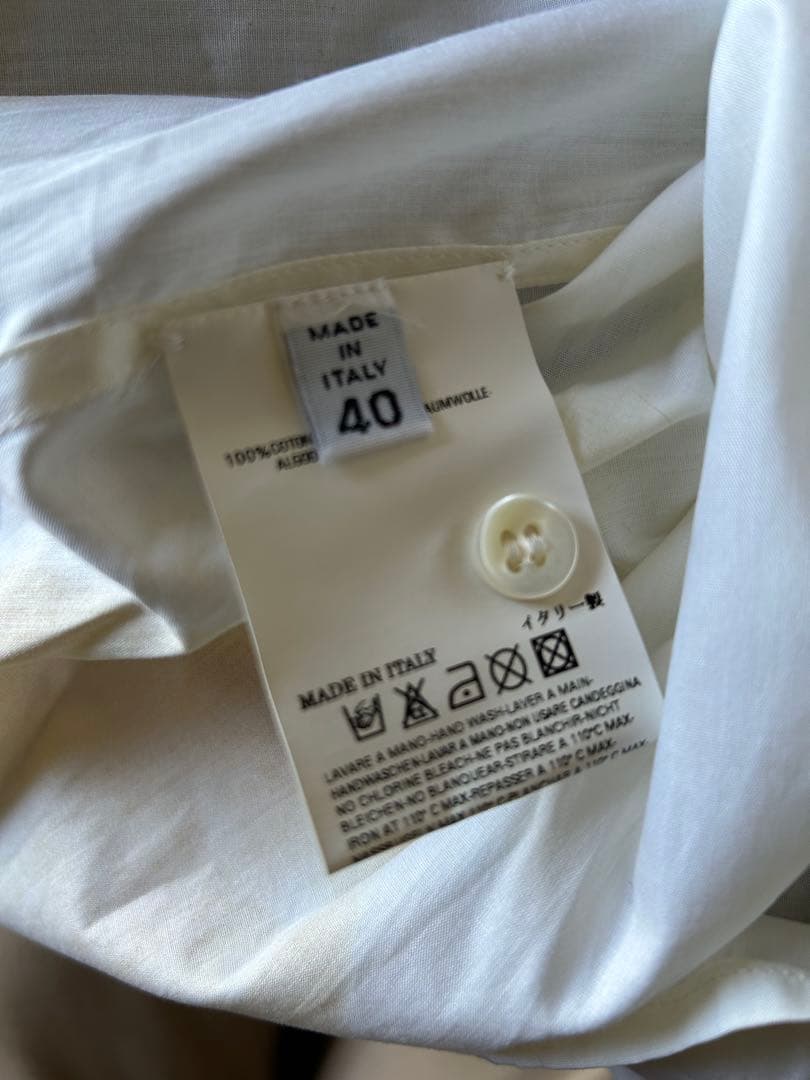 MADE
IN
ITALY
40
100%COTON AUMWOLLE-
ALGOD
イタリー製
MADE IN ITALY
LAVARE A MANO-HAND WASH-LAVER A MAIN-
HANDWASCHEN-LAVAR A MANO-NON USARE CANDEGGINA
NO CHLORINE BLEACH-NE PAS BLANCHIR-NICHT
BLEICHEN-NO BLANQUEAR-STIRARE A 110°C MAX-
IRON AT 110° C MAX-REPASSER A 110°C MAX-